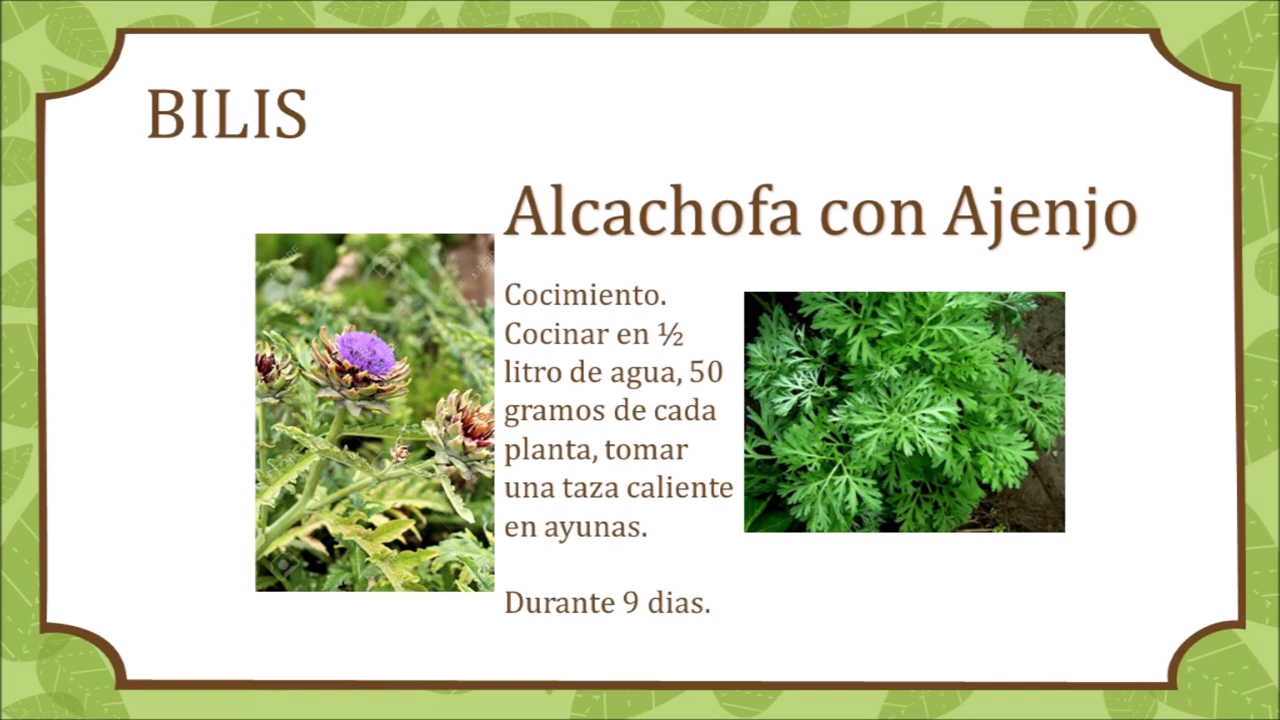 BILIS
Alcachofa con Ajenjo
Cocimiento.
Cocinar en ½
litro de agua, 50
gramos de cada
planta, tomar
una taza caliente
en ayunas.
Durante 9 dias.